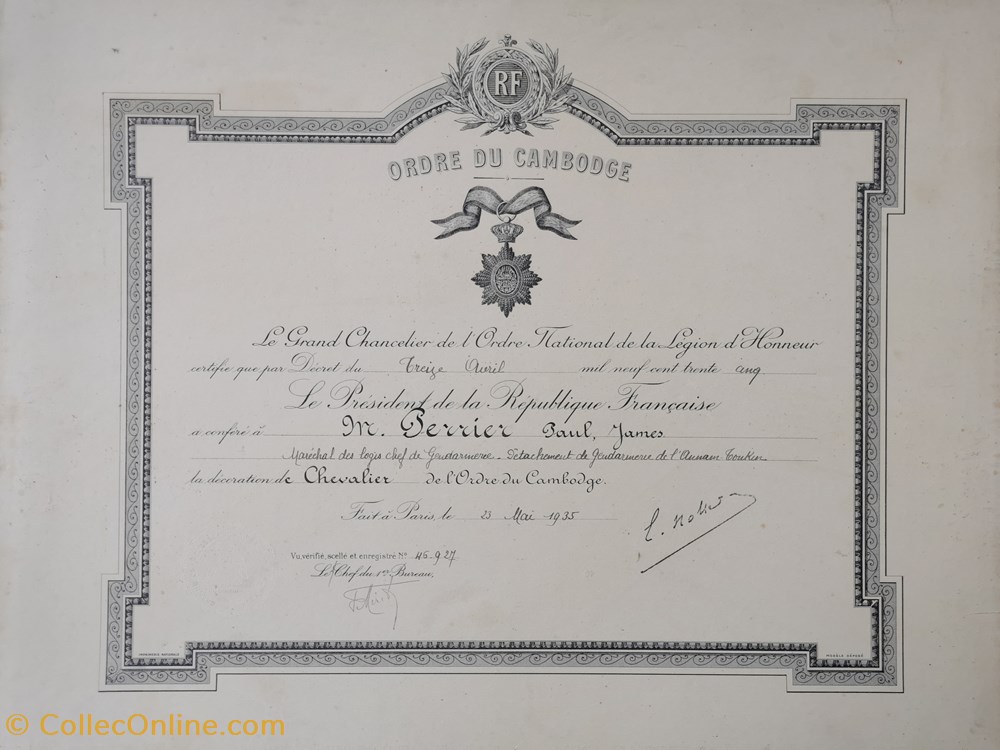 RF
ORDRE DU CAMBODGE
Le Grand Chancelier de l'Ordre National de la Légion d'Honneur
certifie que par Décret du Treize Avril mil neuf cent trente cinq
Le Président de la République Française
a conféré à M. Perrier Paul, James
Maréchal des logis chef de Gendarmerie - Détachement de Gendarmerie de l'Annam Tonkin
la décoration de Chevalier de l'Ordre du Cambodge.
Fait à Paris, le 23 Mai 1935
Vu, vérifié, scellé et enregistré N° 46.927
Le Chef du 1er Bureau,
MODÈLE DÉPOSÉ
© CollecOnline.com